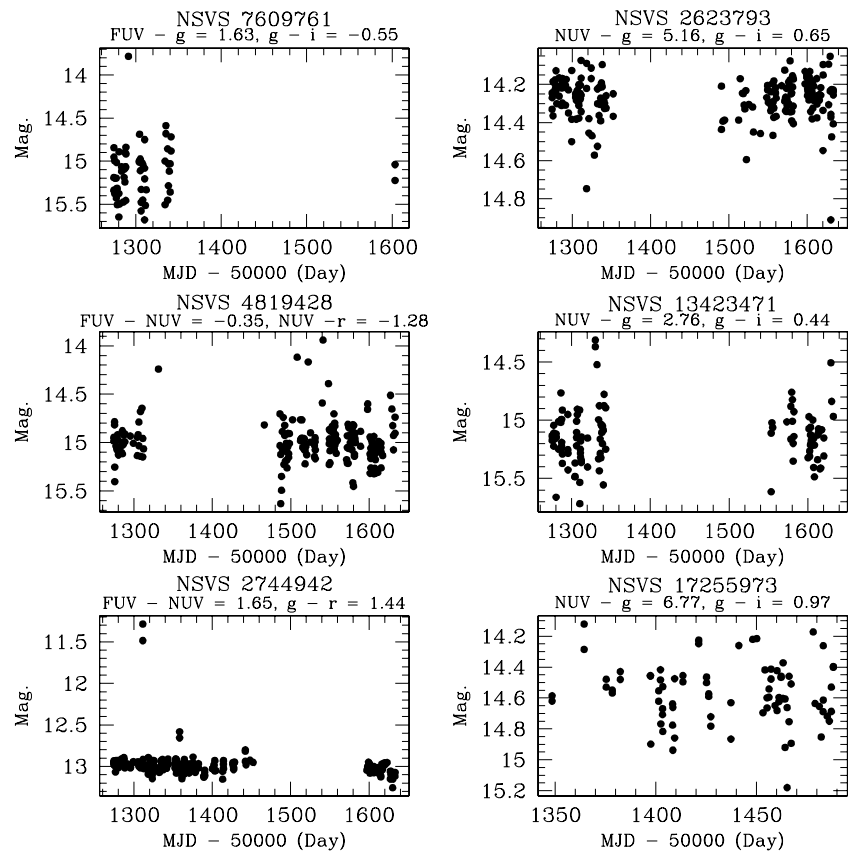 NSVS 7609761
FUV − g = 1.63, g − i = −0.55
14
14.5
15
15.5
Mag.
1300 1400 1500 1600
MJD − 50000 (Day)
NSVS 2623793
NUV − g = 5.16, g − i = 0.65
14.2
14.4
14.6
14.8
Mag.
1300 1400 1500 1600
MJD − 50000 (Day)
NSVS 4819428
FUV − NUV = −0.35, NUV −r = −1.28
14
14.5
15
15.5
Mag.
1300 1400 1500 1600
MJD − 50000 (Day)
NSVS 13423471
NUV − g = 2.76, g − i = 0.44
14.5
15
15.5
Mag.
1300 1400 1500 1600
MJD − 50000 (Day)
NSVS 2744942
FUV − NUV = 1.65, g − r = 1.44
11.5
12
12.5
13
Mag.
1300 1400 1500 1600
MJD − 50000 (Day)
NSVS 17255973
NUV − g = 6.77, g − i = 0.97
14.2
14.4
14.6
14.8
15
15.2
Mag.
1350 1400 1450
MJD − 50000 (Day)